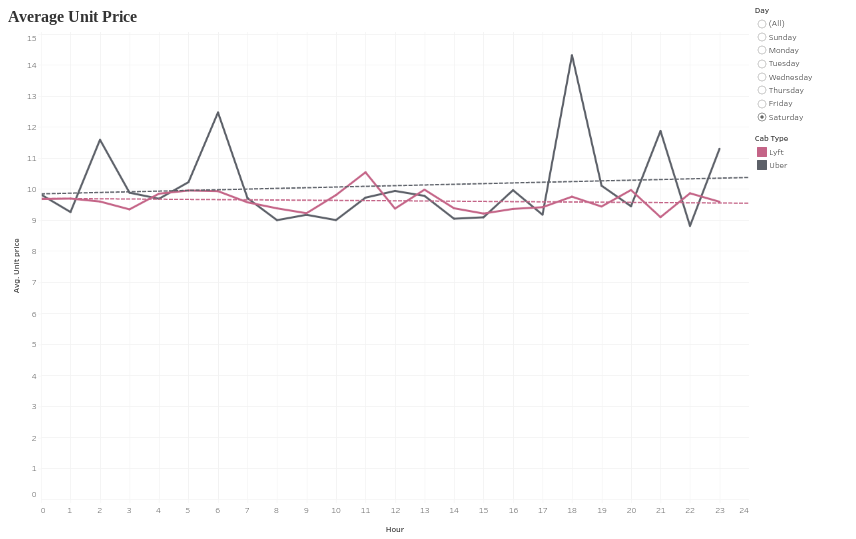 Average Unit Price
15
14
13
12
11
10
9
8
7
6
5
4
3
2
1
0
Avg. Unit price
0 1 2 3 4 5 6 7 8 9 10 11 12 13 14 15 16 17 18 19 20 21 22 23 24
Hour
Day
(All)
Sunday
Monday
Tuesday
Wednesday
Thursday
Friday
Saturday
Cab Type
Lyft
Uber